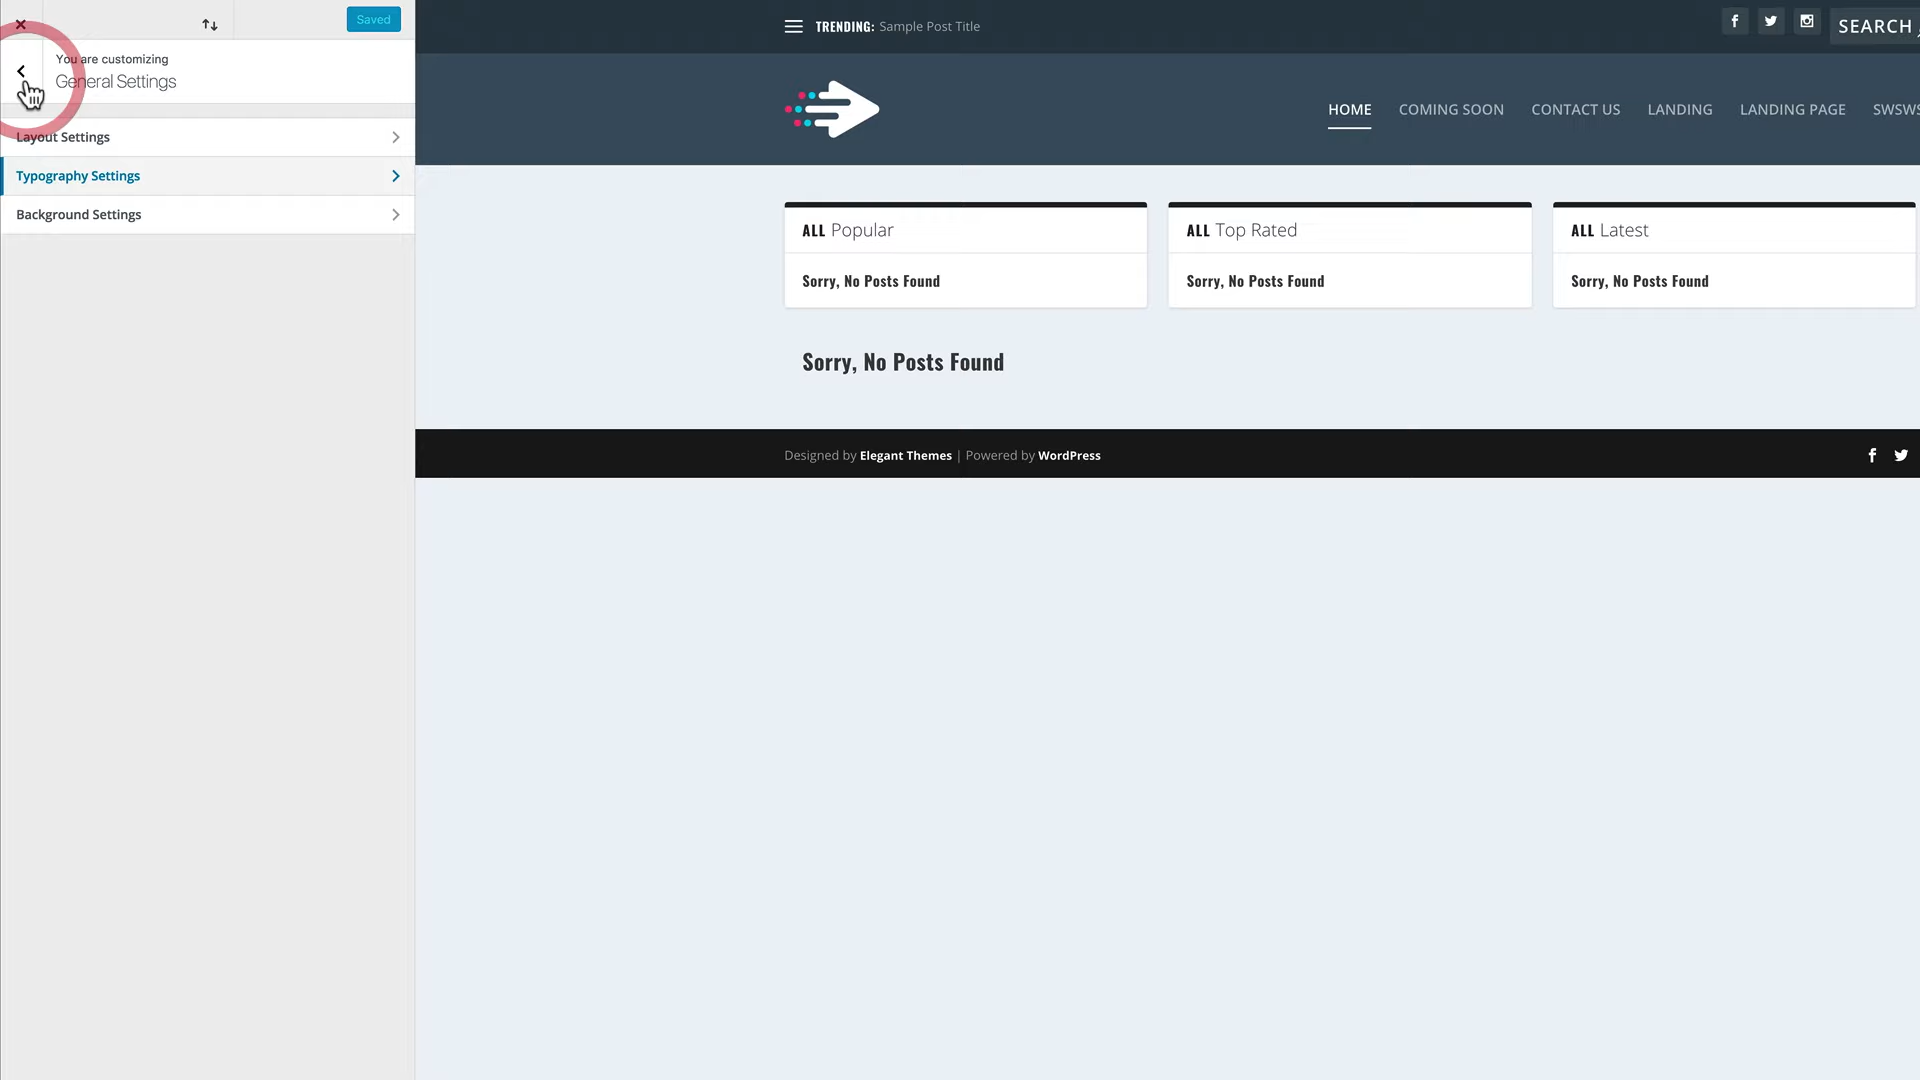 Saved
You are customizing
General Settings
Layout Settings
Typography Settings
Background Settings
TRENDING: Sample Post Title
SEARCH
HOME COMING SOON CONTACT US LANDING LANDING PAGE SWSWS
ALL Popular
Sorry, No Posts Found
ALL Top Rated
Sorry, No Posts Found
ALL Latest
Sorry, No Posts Found
Sorry, No Posts Found
Designed by Elegant Themes | Powered by WordPress